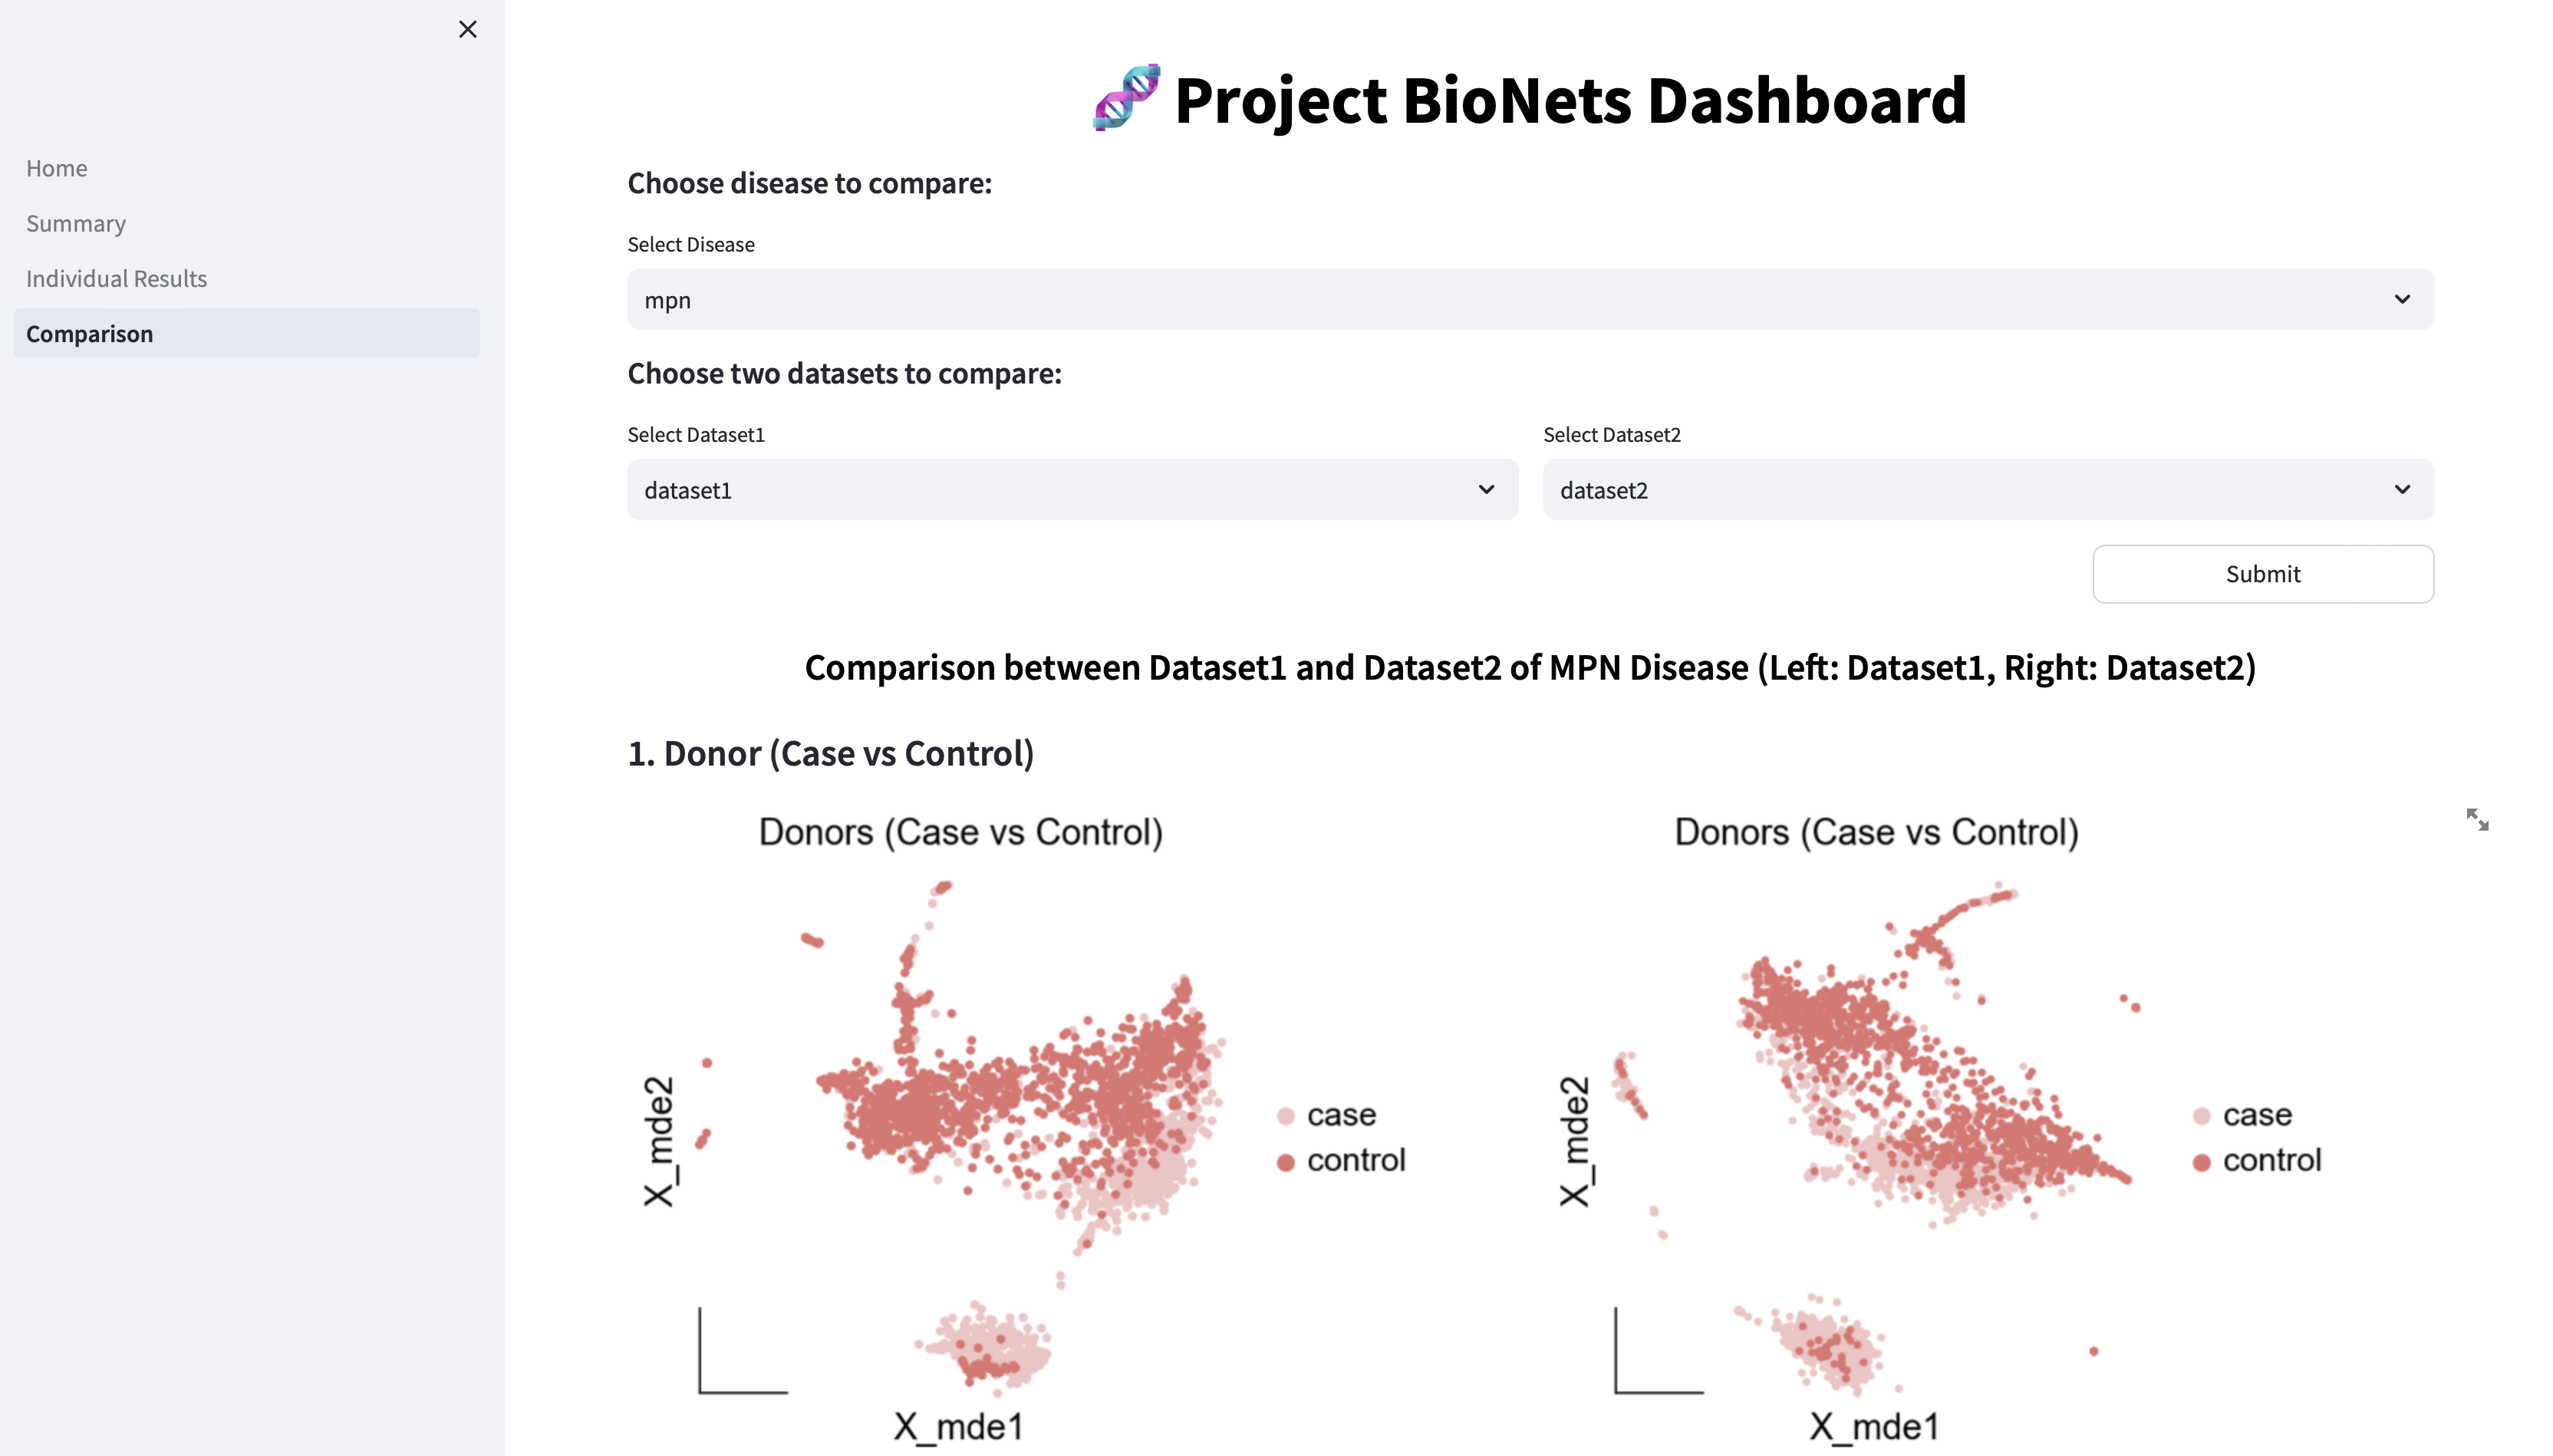 Home
Summary
Individual Results
Comparison
🧬 Project BioNets Dashboard
Choose disease to compare:
Select Disease
mpn
Choose two datasets to compare:
Select Dataset1
Select Dataset2
dataset1
dataset2
Submit
Comparison between Dataset1 and Dataset2 of MPN Disease (Left: Dataset1, Right: Dataset2)
1. Donor (Case vs Control)
Donors (Case vs Control)
X_mde2
case
control
X_mde1
Donors (Case vs Control)
X_mde2
case
control
X_mde1